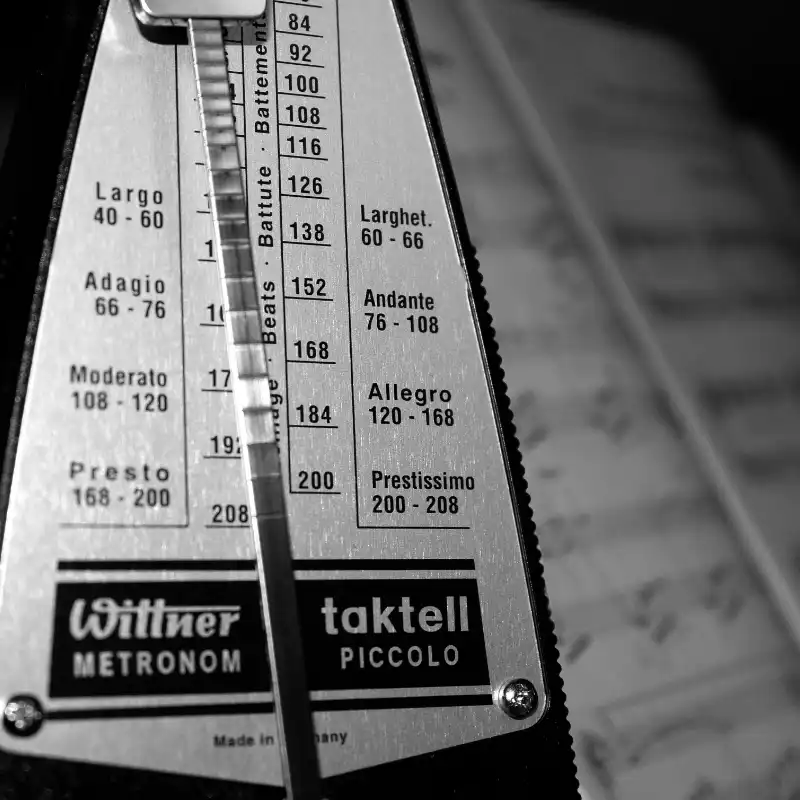 84
92
100
108
116
126
138
152
168
184
200
Battements · Battute · Beats ·
Largo
40 - 60
Adagio
66 - 76
Moderato
108 - 120
Presto
168 - 200
192
208
Larghet.
60 - 66
Andante
76 - 108
Allegro
120 - 168
Prestissimo
200 - 208
Wittner
METRONOM
taktell
PICCOLO
Made in